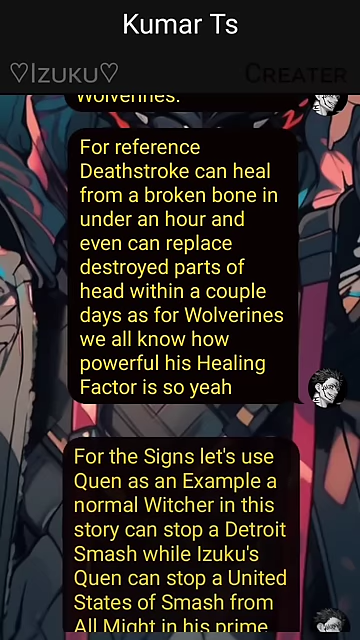 Kumar Ts
♡Izuku♡
Creater
Wolverines.
For reference
Deathstroke can heal
from a broken bone in
under an hour and
even can replace
destroyed parts of
head within a couple
days as for Wolverines
we all know how
powerful his Healing
Factor is so yeah
For the Signs let's use
Quen as an Example a
normal Witcher in this
story can stop a Detroit
Smash while Izuku's
Quen can stop a United
States of Smash from
All Might in his prime